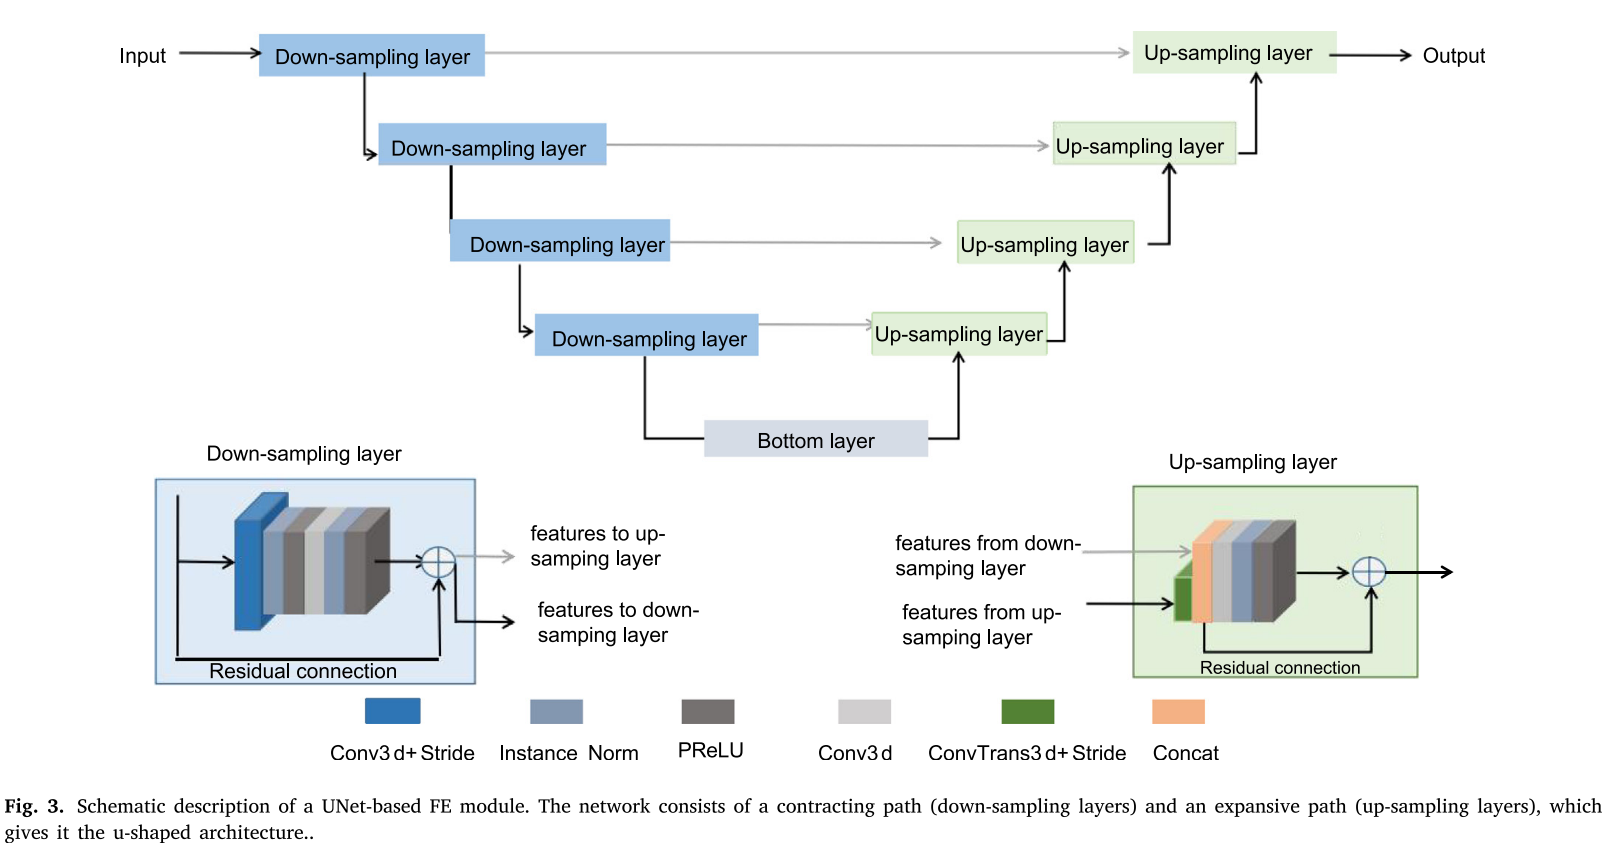 Input
Down-sampling layer
Up-sampling layer
Output
Down-sampling layer
Up-sampling layer
Down-sampling layer
Up-sampling layer
Down-sampling layer
Up-sampling layer
Bottom layer
Down-sampling layer
Up-sampling layer
features to up-
samping layer
features to down-
samping layer
Residual connection
features from down-
samping layer
features from up-
samping layer
Residual connection
Conv3d+Stride
Instance Norm
PReLU
Conv3d
ConvTrans3d+Stride
Concat
Fig. 3. Schematic description of a UNet-based FE module. The network consists of a contracting path (down-sampling layers) and an expansive path (up-sampling layers), which
gives it the u-shaped architecture..